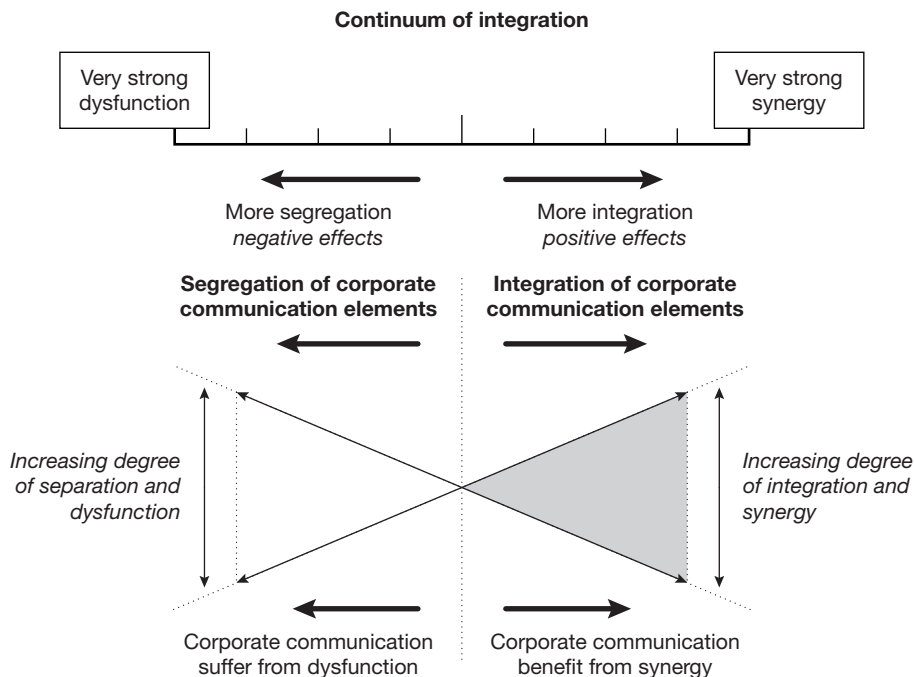 Continuum of integration
Very strong
dysfunction
Very strong
synergy
More segregation
negative effects
More integration
positive effects
Segregation of corporate
communication elements
Integration of corporate
communication elements
Increasing degree
of separation and
dysfunction
Increasing degree
of integration and
synergy
Corporate communication
suffer from dysfunction
Corporate communication
benefit from synergy